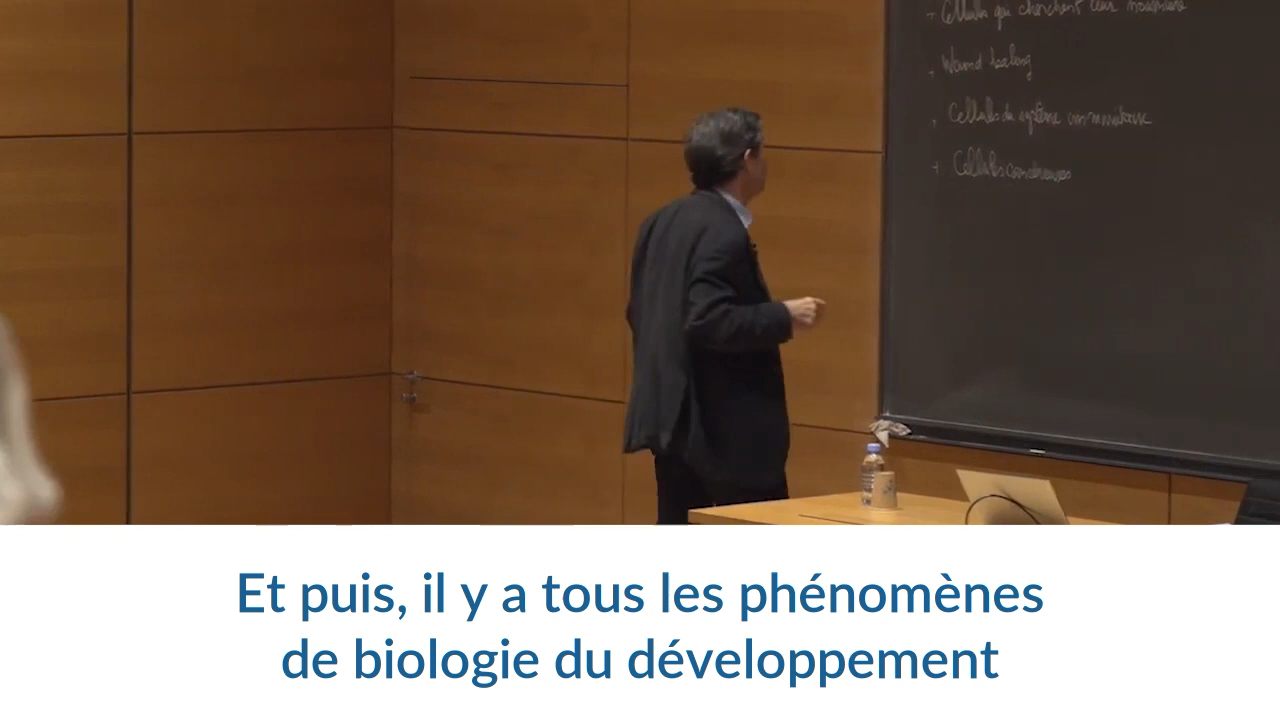 - Cellules qui cherchent leur nourriture
- Wound healing
- Cellules du système immunitaire
- Cellules cancéreuses
Et puis, il y a tous les phénomènes
de biologie du développement